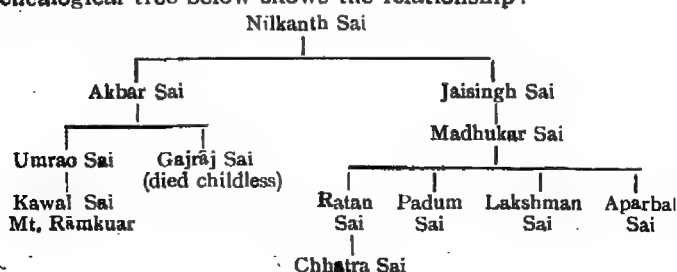 genealogical tree below shows the relationship :
Nilkanth Sai
Akbar Sai Jaisingh Sai
Madhukar Sai
Umrao Sai Gajrāj Sai
(died childless)
Kawal Sai Ratan Padum Lakshman Aparbal
Mt. Rāmkuar Sai Sai Sai Sai
Chhatra Sai